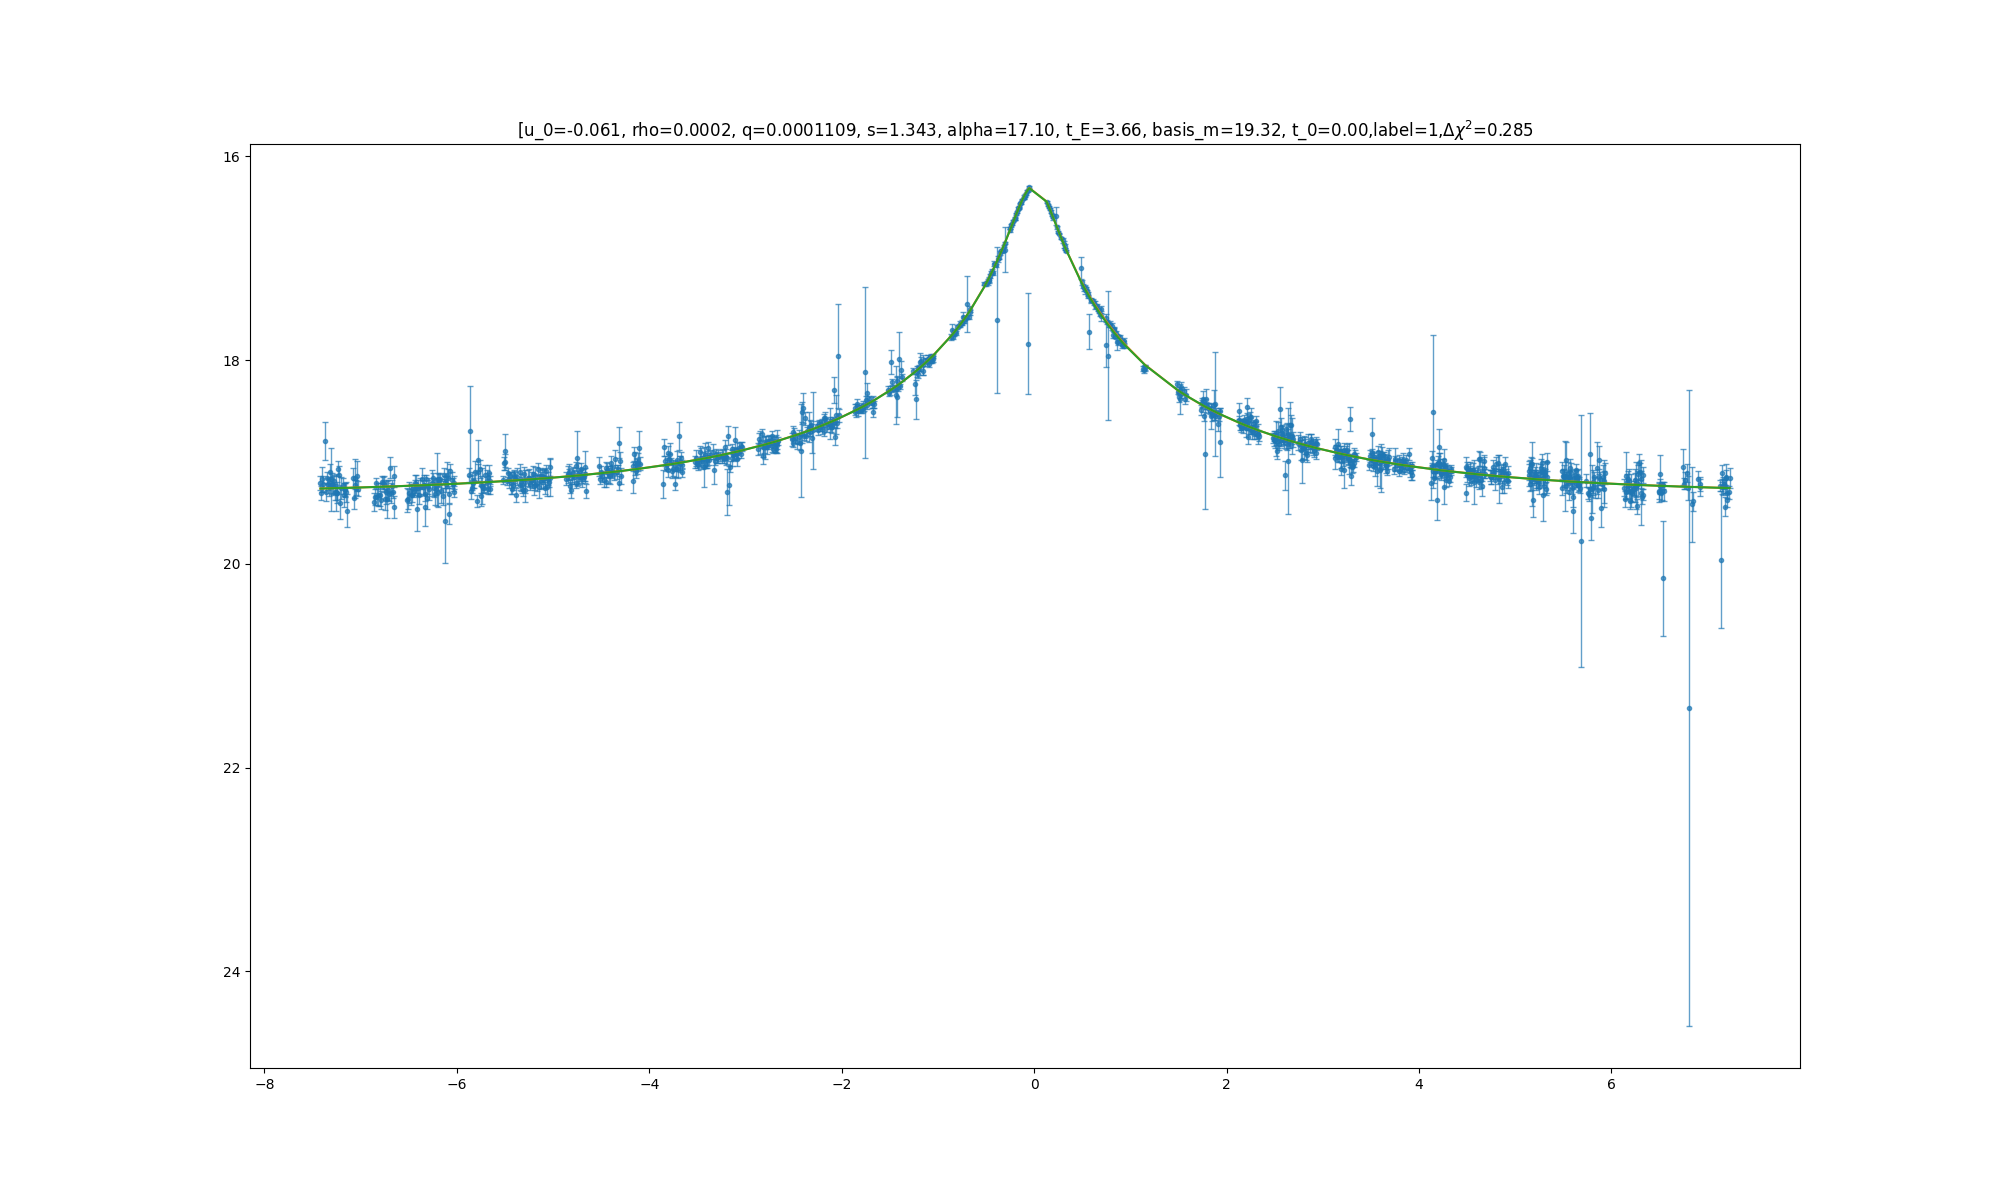 [u_0=-0.061, rho=0.0002, q=0.0001109, s=1.343, alpha=17.10, t_E=3.66, basis_m=19.32, t_0=0.00,label=1,Δχ²=0.285
16
18
20
22
24
−8 −6 −4 −2 0 2 4 6